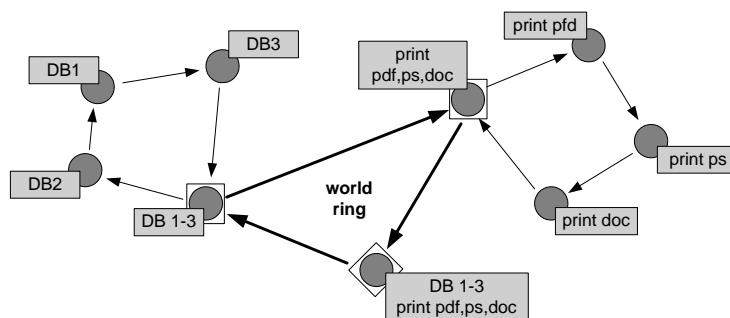 DB3
DB1
DB2
DB 1-3
print
pdf,ps,doc
print pfd
print ps
print doc
world
ring
DB 1-3
print pdf,ps,doc